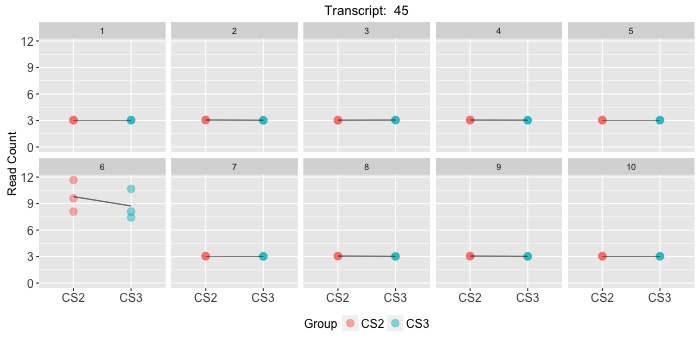 Transcript:  45
1 2 3 4 5
12
9
6
3
0
Read Count
6 7 8 9 10
12
9
6
3
0
CS2 CS3 CS2 CS3 CS2 CS3 CS2 CS3 CS2 CS3
Group CS2 CS3